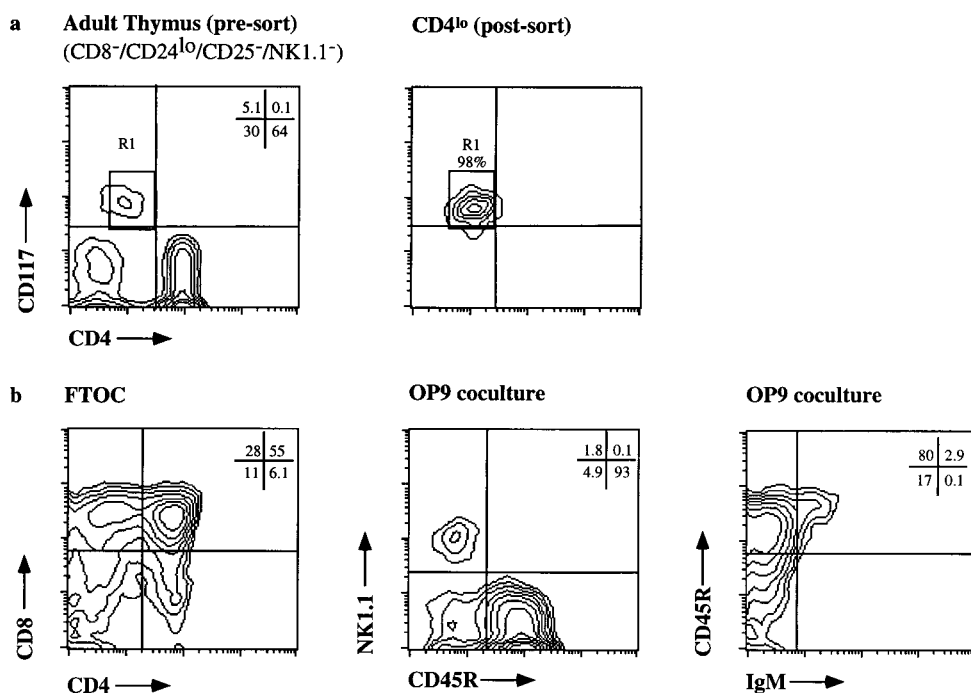 a Adult Thymus (pre-sort) CD4lo (post-sort)
(CD8-/CD24lo/CD25-/NK1.1-)
5.1 0.1
30 64
R1
R1
98%
CD117
CD4
b FTOC OP9 coculture OP9 coculture
28 55
11 6.1
1.8 0.1
4.9 93
80 2.9
17 0.1
CD8
CD4
NK1.1
CD45R
CD45R
IgM